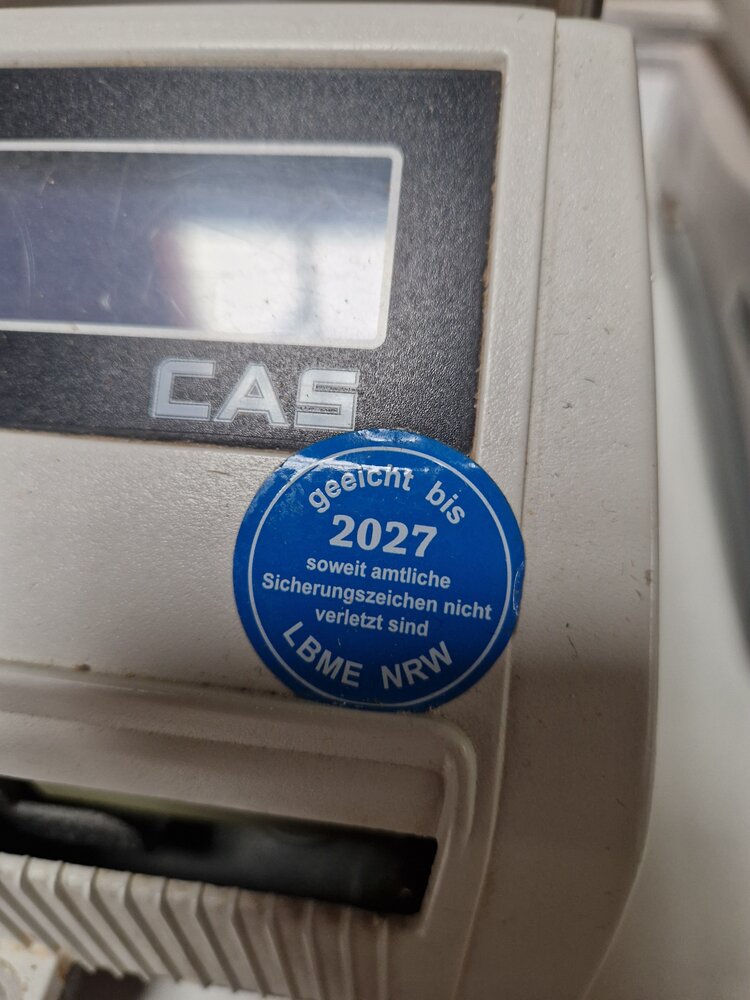 CAS
geeicht bis
2027
soweit amtliche
Sicherungszeichen nicht
verletzt sind
LBME NRW